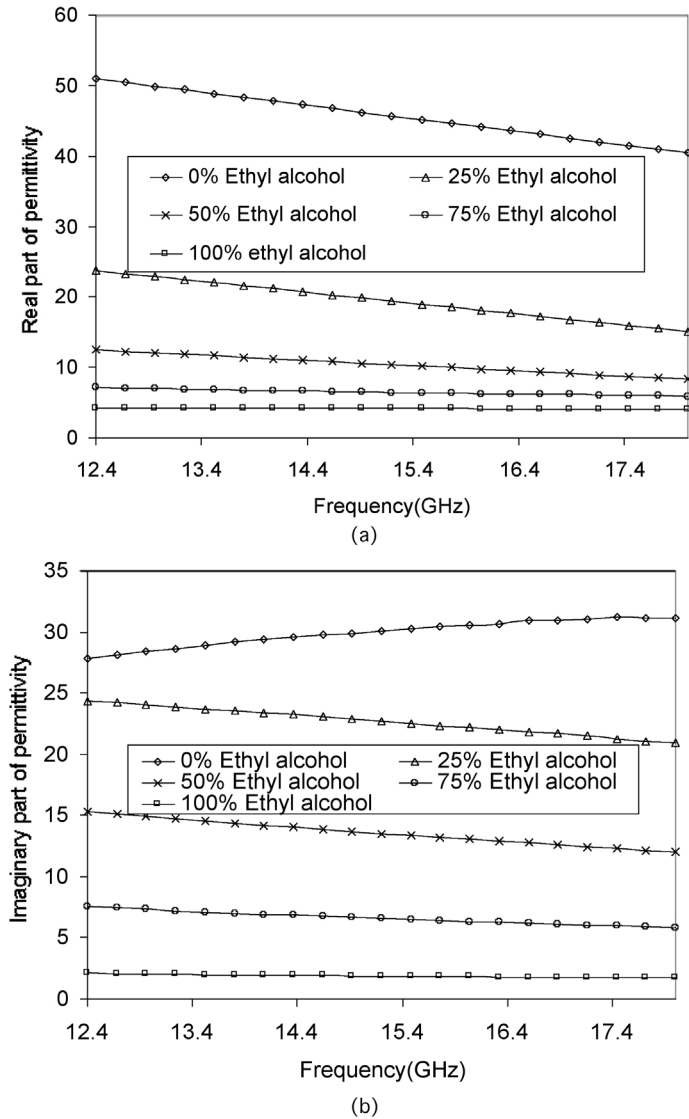 60
50
40
30
20
10
0
Real part of permittivity
0% Ethyl alcohol 25% Ethyl alcohol
50% Ethyl alcohol 75% Ethyl alcohol
100% ethyl alcohol
12.4 13.4 14.4 15.4 16.4 17.4
Frequency(GHz)
(a)
35
30
25
20
15
10
5
0
Imaginary part of permittivity
0% Ethyl alcohol 25% Ethyl alcohol
50% Ethyl alcohol 75% Ethyl alcohol
100% Ethyl alcohol
12.4 13.4 14.4 15.4 16.4 17.4
Frequency(GHz)
(b)